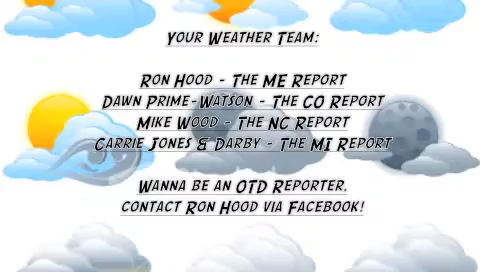 Your Weather Team:
Ron Hood - The ME Report
Dawn Prime-Watson - The CO Report
Mike Wood - The NC Report
Carrie Jones & Darby - The MI Report
Wanna be an OTD Reporter.
contact Ron Hood via Facebook!